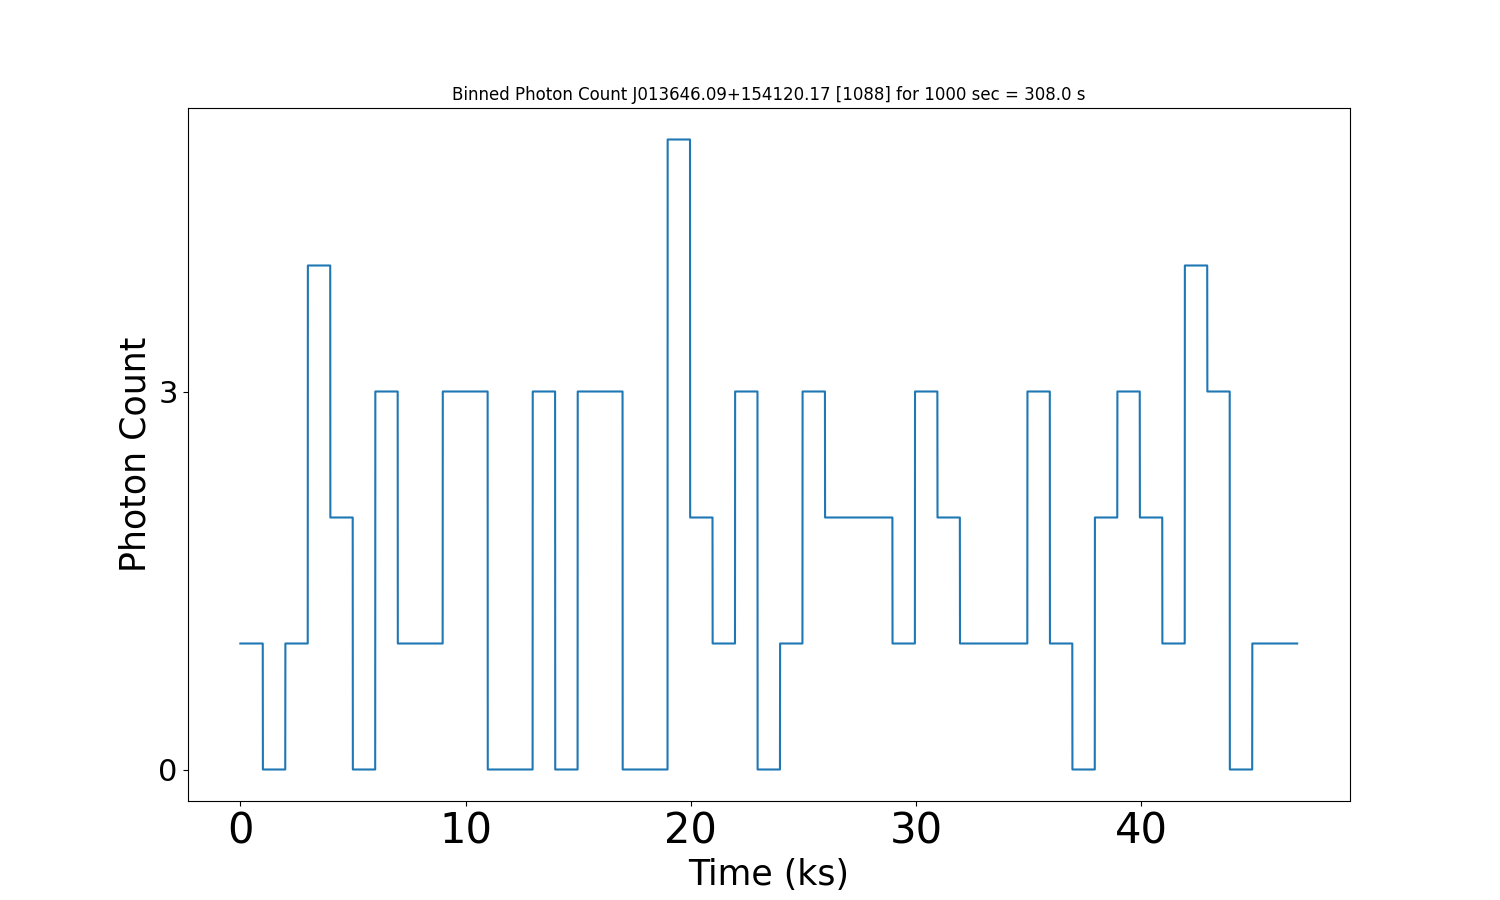 Binned Photon Count J013646.09+154120.17 [1088] for 1000 sec = 308.0 s
Photon Count
3
0
0 10 20 30 40
Time (ks)